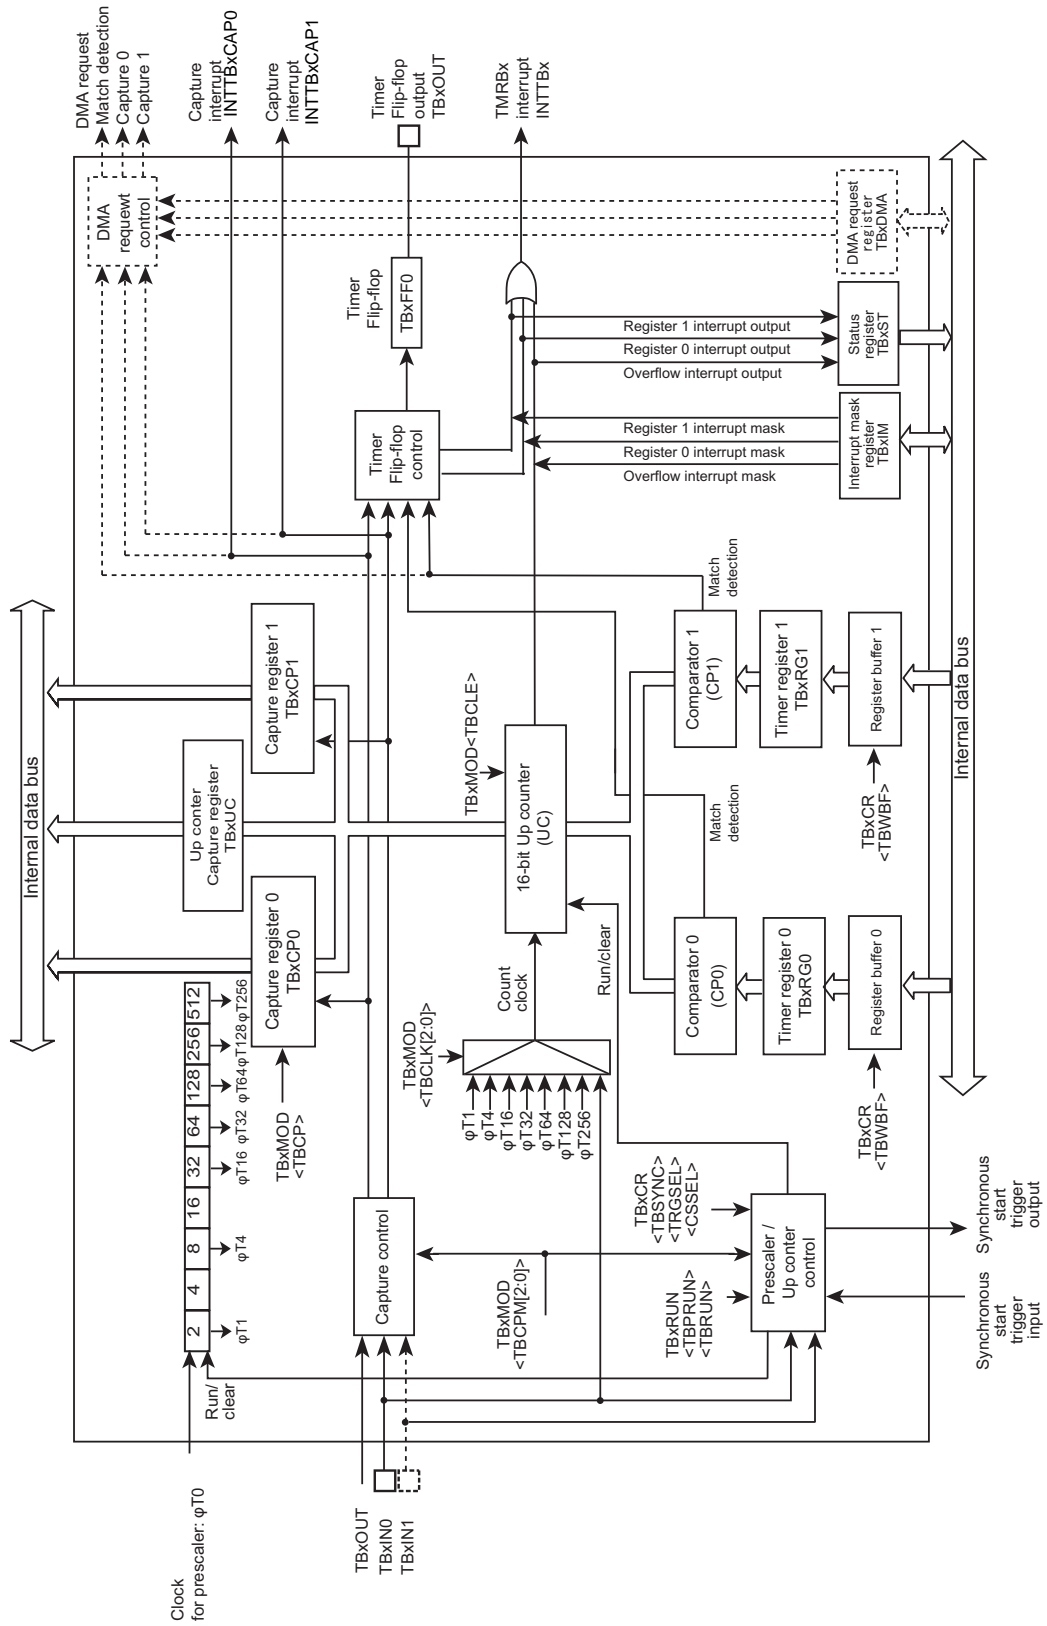 Clock
for prescaler: φT0
Run/
clear
2
4
8
16
32
64
128
256
512
φT1
φT4
φT16
φT32
φT64
φT128
φT256
Internal data bus
DMA request
Match detection
Capture 0
Capture 1
Capture
interrupt
INTTBxCAP0
Capture
interrupt
INTTBxCAP1
Timer
Flip-flop
output
TBxOUT
TMRBx
interrupt
INTTBx
DMA
requewt
control
Up conter
Capture register
TBxUC
Capture register 0
TBxCP0
Capture register 1
TBxCP1
TBxMOD
<TBCP>
TBxOUT
TBxIN0
TBxIN1
Capture control
TBxMOD
<TBCPM[2:0]>
Timer
Flip-flop
control
Timer
Flip-flop
TBxFF0
TBxMOD
<TBCLK[2:0]>
φT1
φT4
φT16
φT32
φT64
φT128
φT256
Count
clock
TBxMOD<TBCLE>
16-bit Up counter
(UC)
Run/clear
TBxCR
<TBSYNC>
<TRGSEL>
<CSSEL>
TBxRUN
<TBPRUN>
<TBRUN>
Prescaler /
Up conter
control
Match
detection
Match
detection
Comparator 0
(CP0)
Comparator 1
(CP1)
Timer register 0
TBxRG0
Timer register 1
TBxRG1
Register buffer 0
Register buffer 1
TBxCR
<TBWBF>
TBxCR
<TBWBF>
Register 1 interrupt output
Register 0 interrupt output
Overflow interrupt output
Register 1 interrupt mask
Register 0 interrupt mask
Overflow interrupt mask
Interrupt mask
register
TBxIM
Status
register
TBxST
DMA request
register
TBxDMA
Internal data bus
Synchronous
start
trigger
input
Synchronous
start
trigger
output